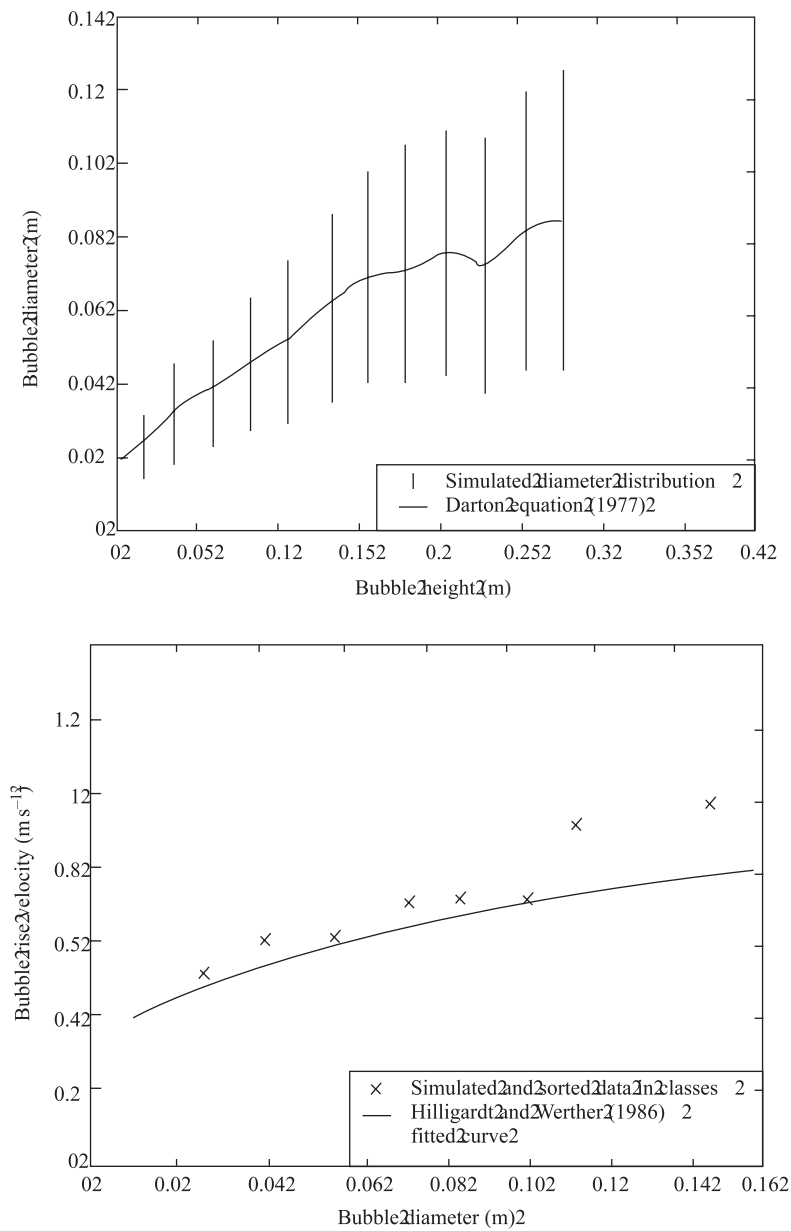 0.142
0.12
0.102
0.082
0.062
0.042
0.02
02
Bubble2diameter2(m)
Simulated2diameter2distribution 2
Darton2equation2(1977)2
02 0.052 0.12 0.152 0.2 0.252 0.32 0.352 0.42
Bubble2height2(m)
1.2
12
0.82
0.52
0.42
0.2
02
Bubble2rise2velocity (m s−12)
Simulated2and2sorted2data2in2classes 2
Hilligardt2and2Werther2(1986) 2
fitted2curve2
02 0.02 0.042 0.062 0.082 0.102 0.12 0.142 0.162
Bubble2diameter (m)2